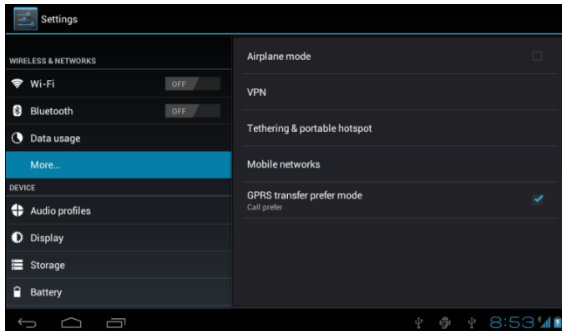 Settings
WIRELESS & NETWORKS
Wi-Fi
OFF
Bluetooth
OFF
Data usage
More...
DEVICE
Audio profiles
Display
Storage
Battery
Airplane mode
VPN
Tethering & portable hotspot
Mobile networks
GPRS transfer prefer mode
Call prefer
8:53